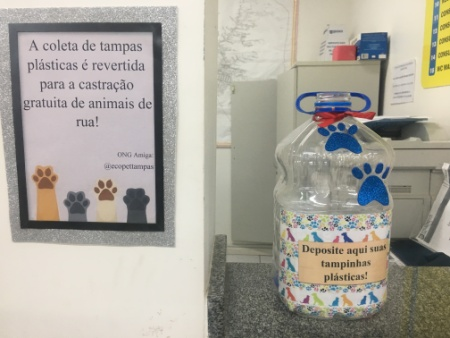 A coleta de tampas
plásticas é revertida
para a castração
gratuita de animais de
rua!
ONG Amiga:
@ecopettampas
Deposite aqui suas
tampinhas
plásticas!